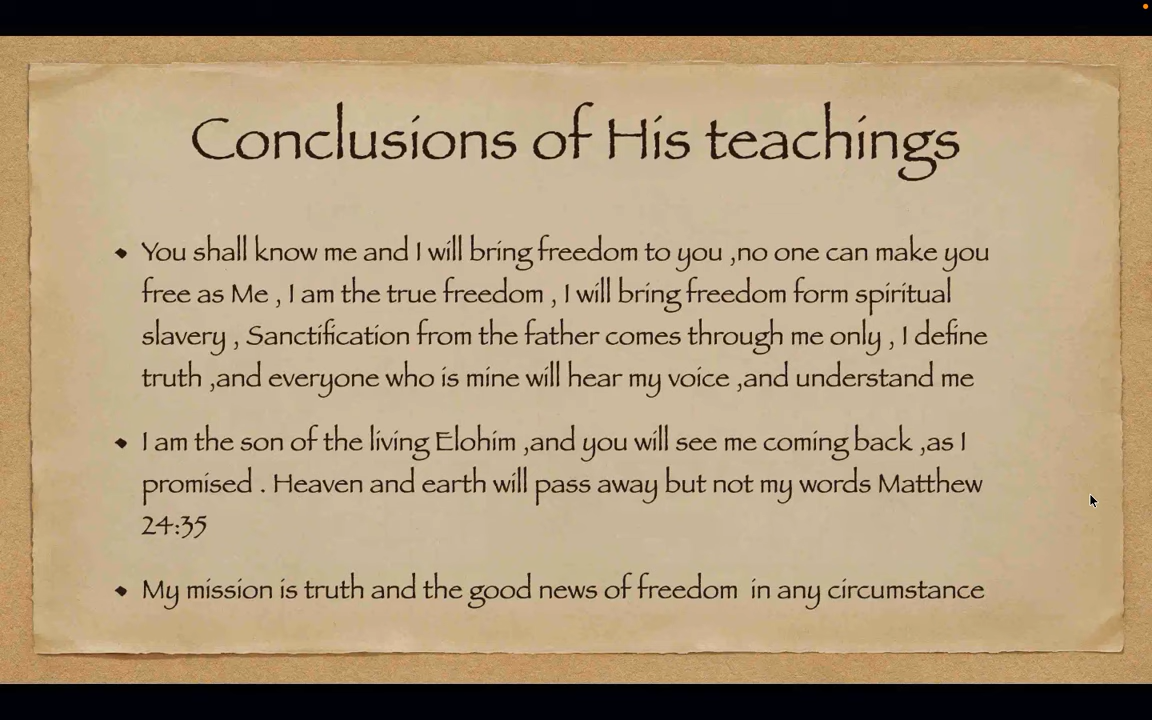 Conclusions of His teachings
You shall know me and I will bring freedom to you ,no one can make you
free as Me , I am the true freedom , I will bring freedom form spiritual
slavery , Sanctification from the father comes through me only , I define
truth ,and everyone who is mine will hear my voice ,and understand me
I am the son of the living Elohim ,and you will see me coming back ,as I
promised . Heaven and earth will pass away but not my words Matthew
24:35
My mission is truth and the good news of freedom  in any circumstance